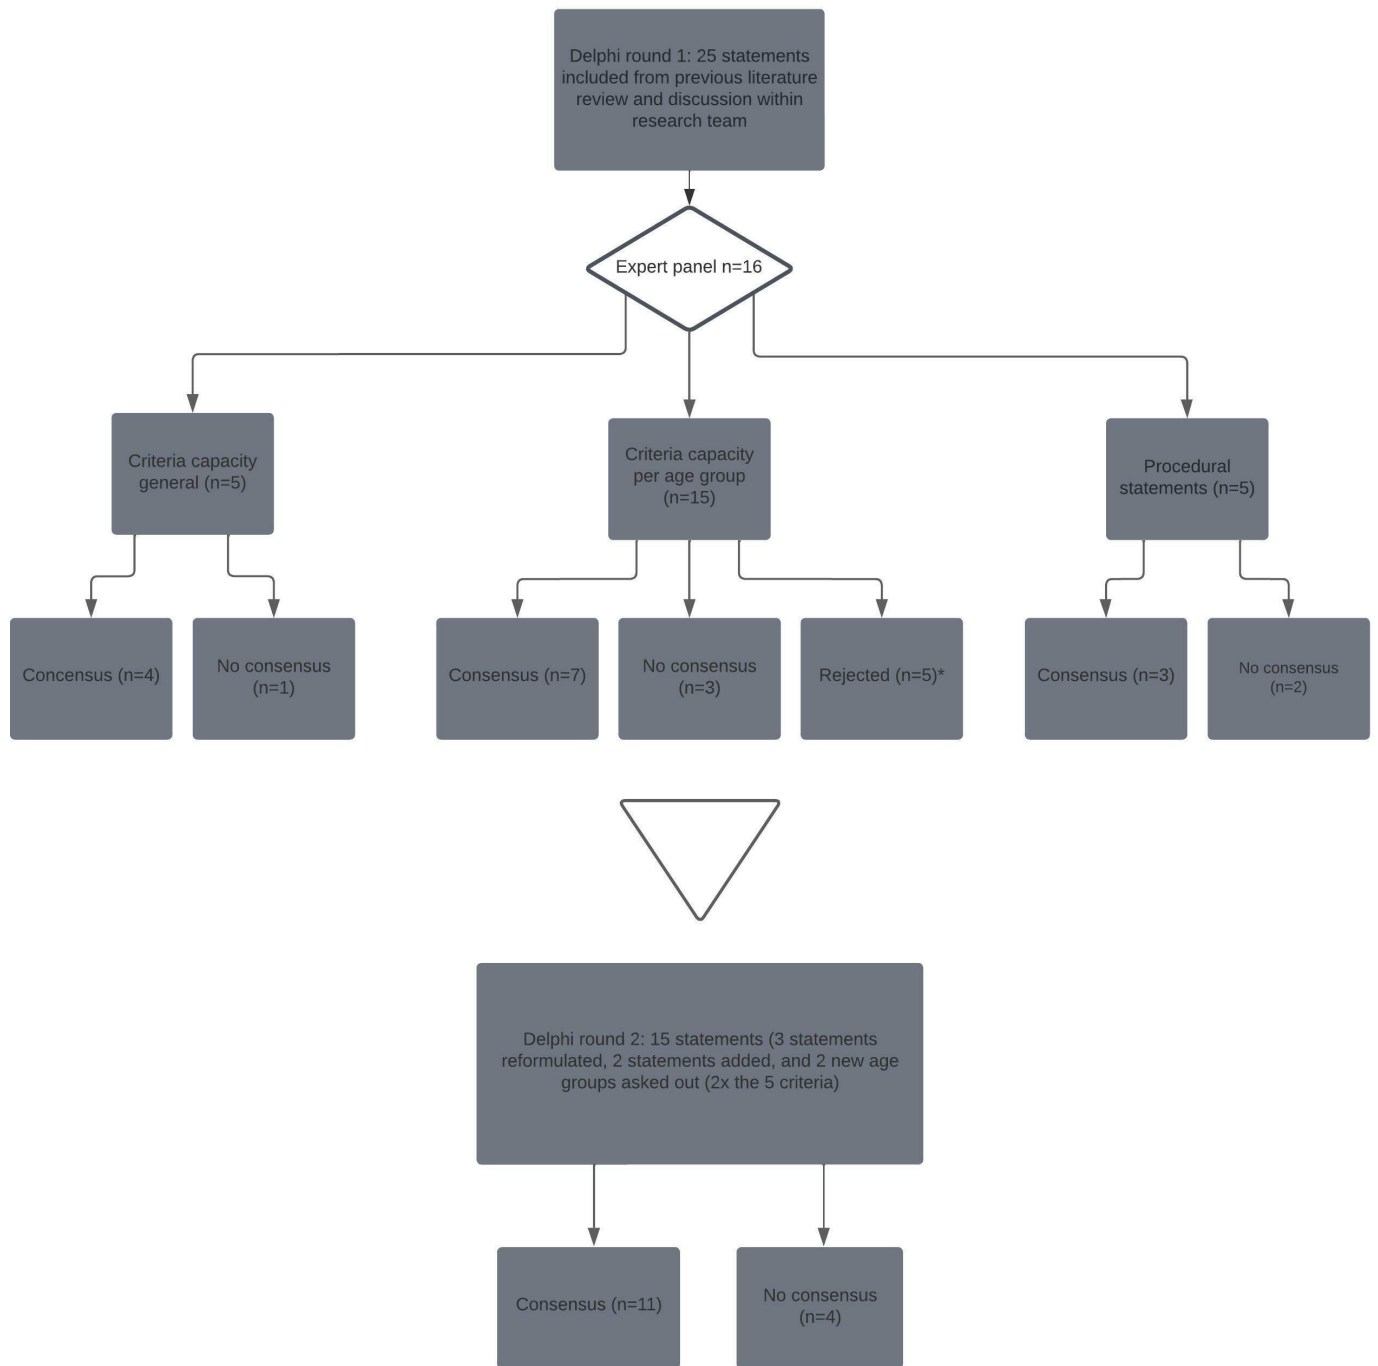 Delphi round 1: 25 statements
included from previous literature
review and discussion within
research team
Expert panel n=16
Criteria capacity
general (n=5)
Criteria capacity
per age group
(n=15)
Procedural
statements (n=5)
Concensus (n=4)
No consensus
(n=1)
Consensus (n=7)
No consensus
(n=3)
Rejected (n=5)*
Consensus (n=3)
No consensus
(n=2)
Delphi round 2: 15 statements (3 statements
reformulated, 2 statements added, and 2 new age
groups asked out (2x the 5 criteria)
Consensus (n=11)
No consensus
(n=4)